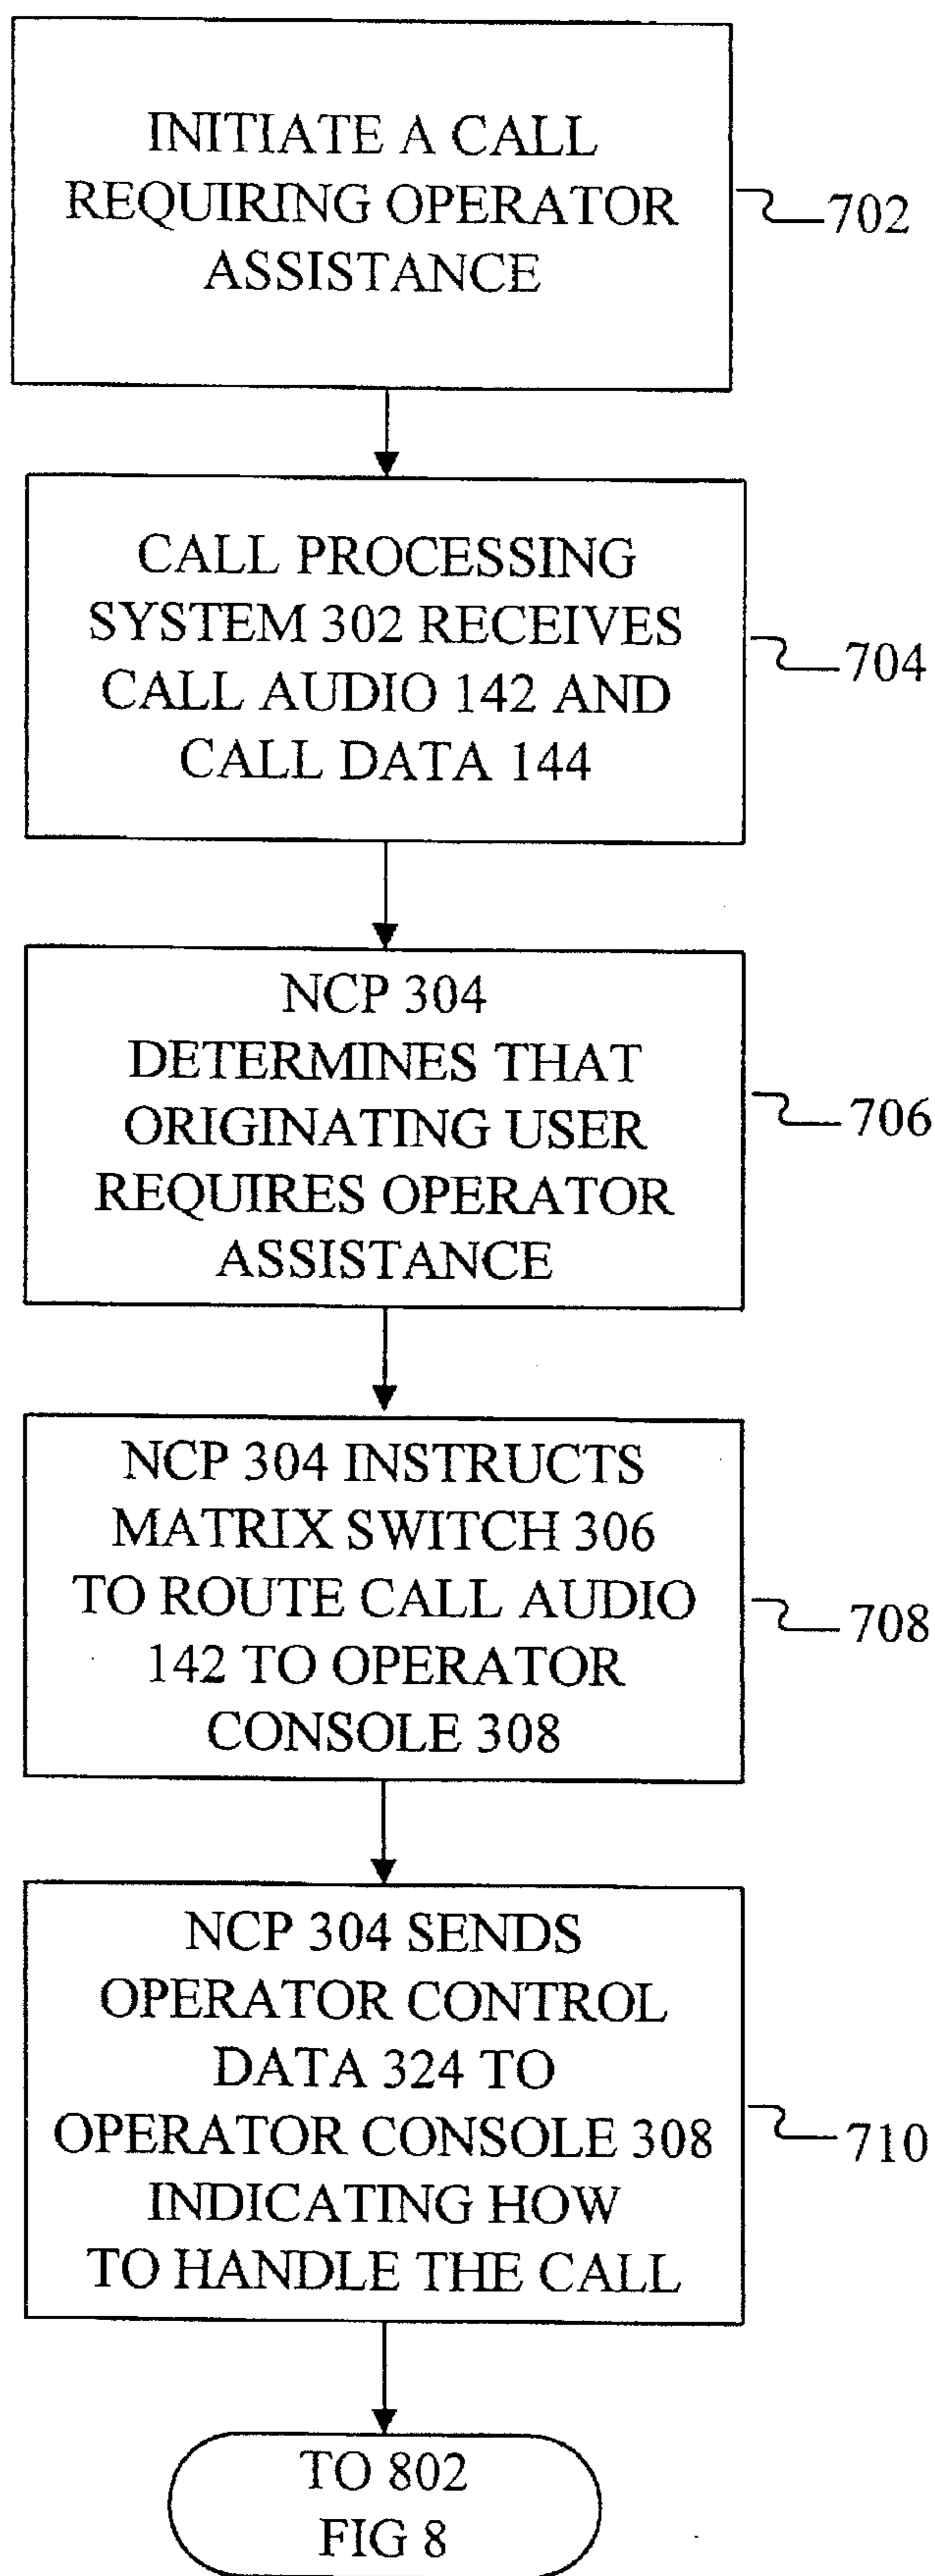 INITIATE A CALL
REQUIRING OPERATOR
ASSISTANCE
702
CALL PROCESSING
SYSTEM 302 RECEIVES
CALL AUDIO 142 AND
CALL DATA 144
704
NCP 304
DETERMINES THAT
ORIGINATING USER
REQUIRES OPERATOR
ASSISTANCE
706
NCP 304 INSTRUCTS
MATRIX SWITCH 306
TO ROUTE CALL AUDIO
142 TO OPERATOR
CONSOLE 308
708
NCP 304 SENDS
OPERATOR CONTROL
DATA 324 TO
OPERATOR CONSOLE 308
INDICATING HOW
TO HANDLE THE CALL
710
TO 802
FIG 8